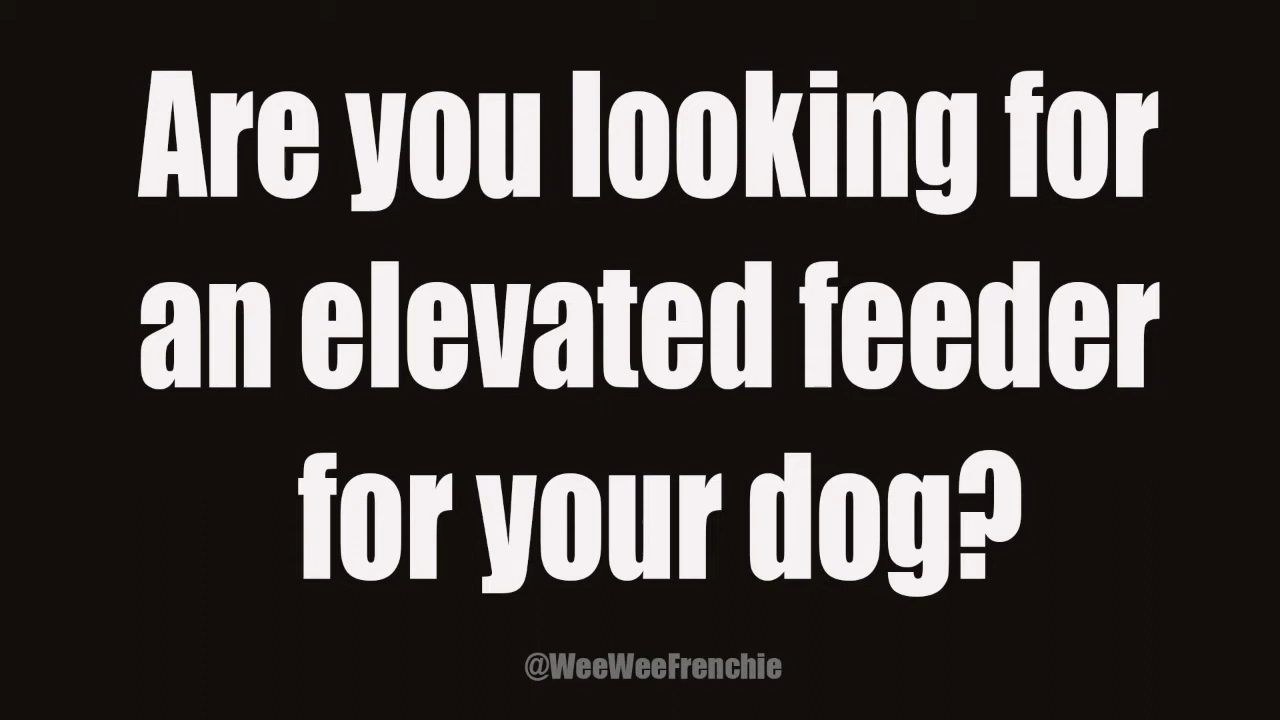 Are you looking for
an elevated feeder
for your dog?
@WeeWeeFrenchie